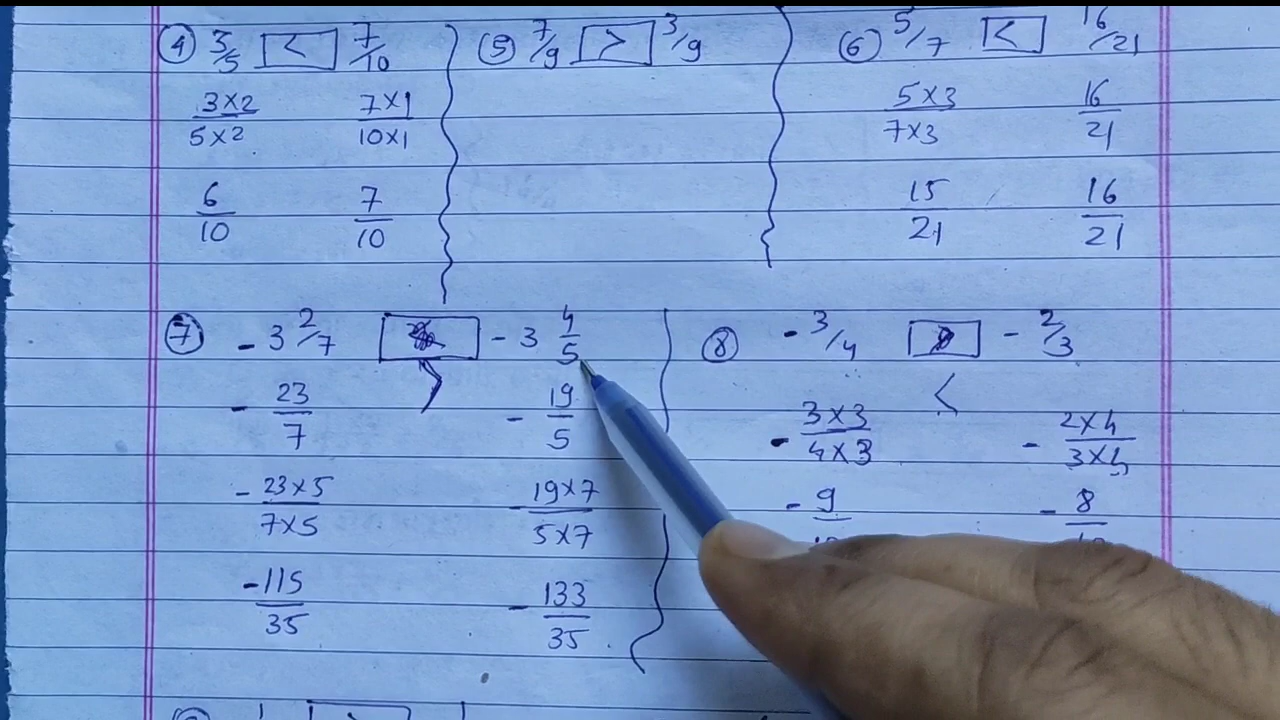 ④ 3/5 < 7/10
3×2/5×2 7×1/10×1
6/10 7/10
⑤ 7/9 > 3/9
⑥ 5/7 < 16/21
5×3/7×3 16/21
15/21 16/21
⑦ - 3 2/7 > - 3 4/5
- 23/7 - 19/5
- 23×5/7×5 - 19×7/5×7
- 115/35 - 133/35
⑧ - 3/4 < - 2/3
- 3×3/4×3 - 2×4/3×4
- 9 - 8